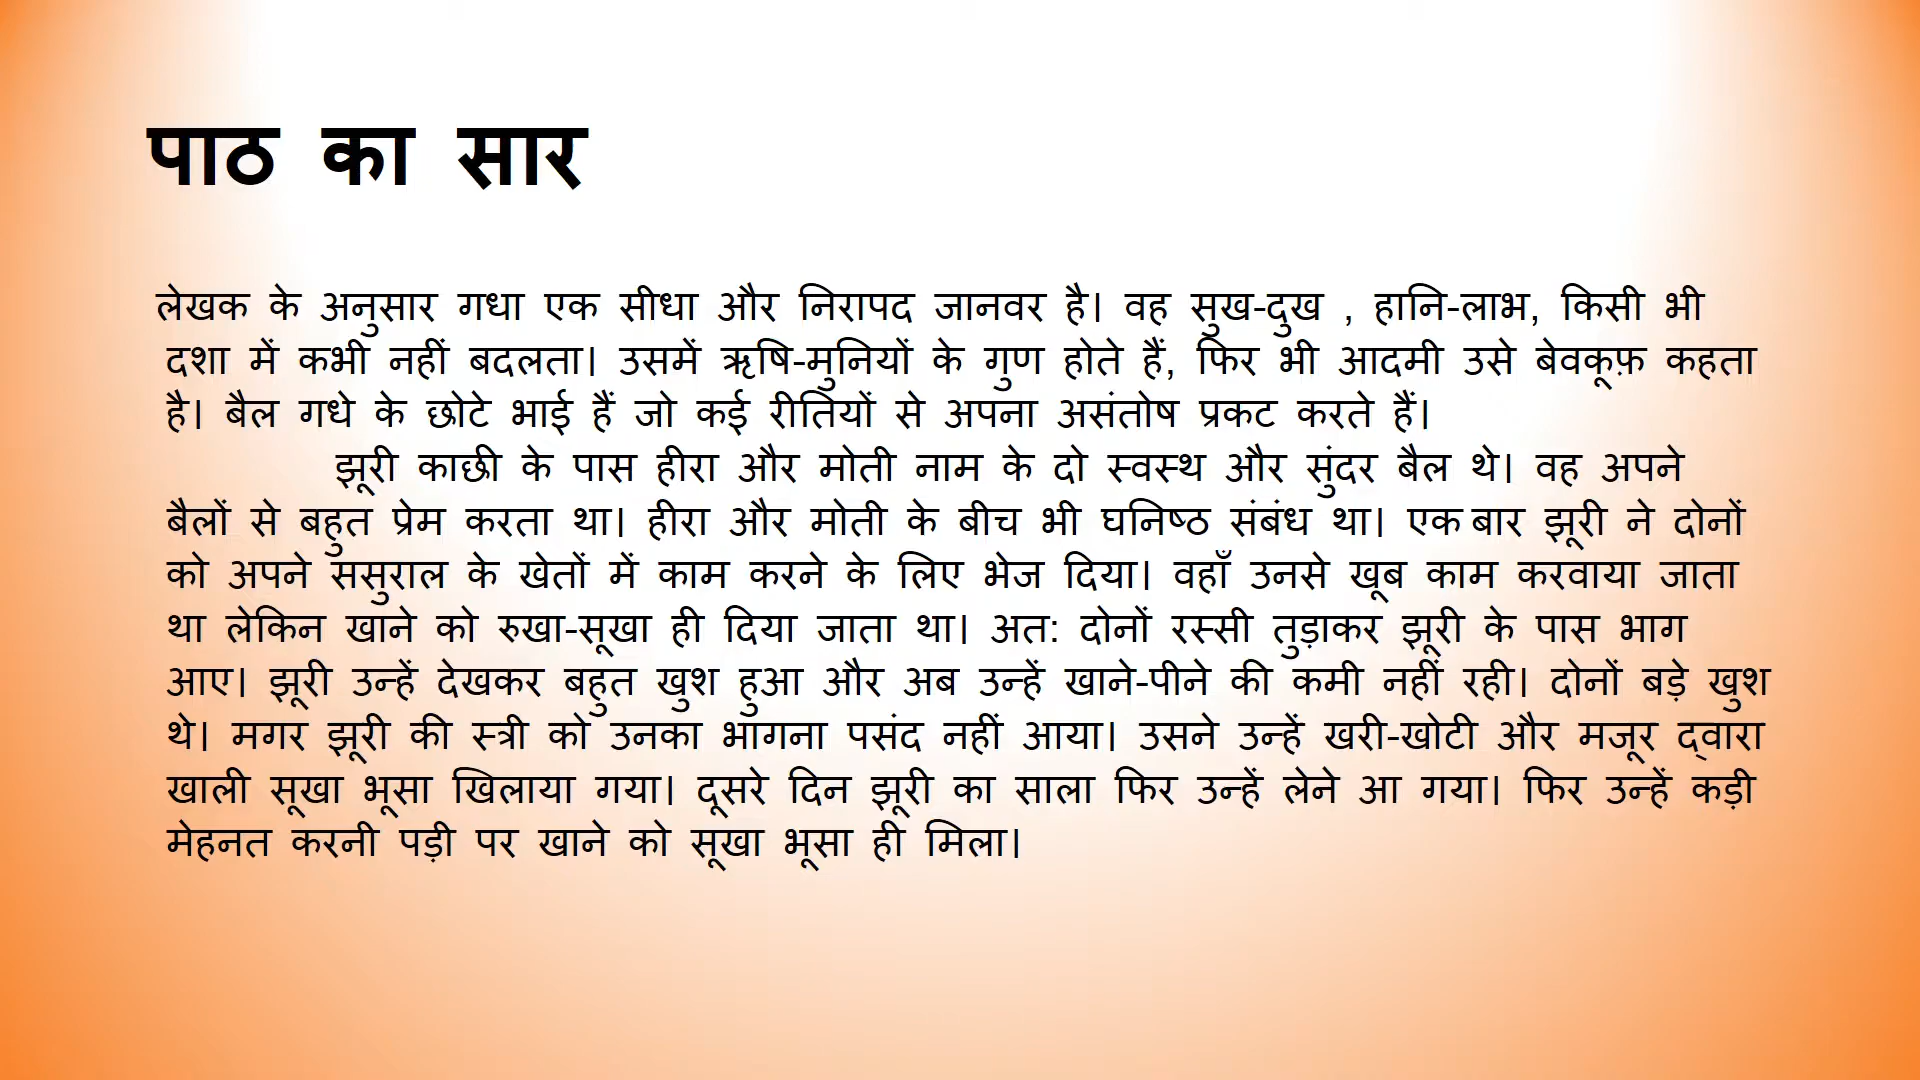 पाठ का सार
लेखक के अनुसार गधा एक सीधा और निरापद जानवर है। वह सुख-दुख , हानि-लाभ, किसी भी
दशा में कभी नहीं बदलता। उसमें ऋषि-मुनियों के गुण होते हैं, फिर भी आदमी उसे बेवकूफ़ कहता
है। बैल गधे के छोटे भाई हैं जो कई रीतियों से अपना असंतोष प्रकट करते हैं।
झूरी काछी के पास हीरा और मोती नाम के दो स्वस्थ और सुंदर बैल थे। वह अपने
बैलों से बहुत प्रेम करता था। हीरा और मोती के बीच भी घनिष्ठ संबंध था। एक बार झूरी ने दोनों
को अपने ससुराल के खेतों में काम करने के लिए भेज दिया। वहाँ उनसे खूब काम करवाया जाता
था लेकिन खाने को रुखा-सूखा ही दिया जाता था। अत: दोनों रस्सी तुड़ाकर झूरी के पास भाग
आए। झूरी उन्हें देखकर बहुत खुश हुआ और अब उन्हें खाने-पीने की कमी नहीं रही। दोनों बड़े खुश
थे। मगर झूरी की स्त्री को उनका भागना पसंद नहीं आया। उसने उन्हें खरी-खोटी और मजूर द्वारा
खाली सूखा भूसा खिलाया गया। दूसरे दिन झूरी का साला फिर उन्हें लेने आ गया। फिर उन्हें कड़ी
मेहनत करनी पड़ी पर खाने को सूखा भूसा ही मिला।